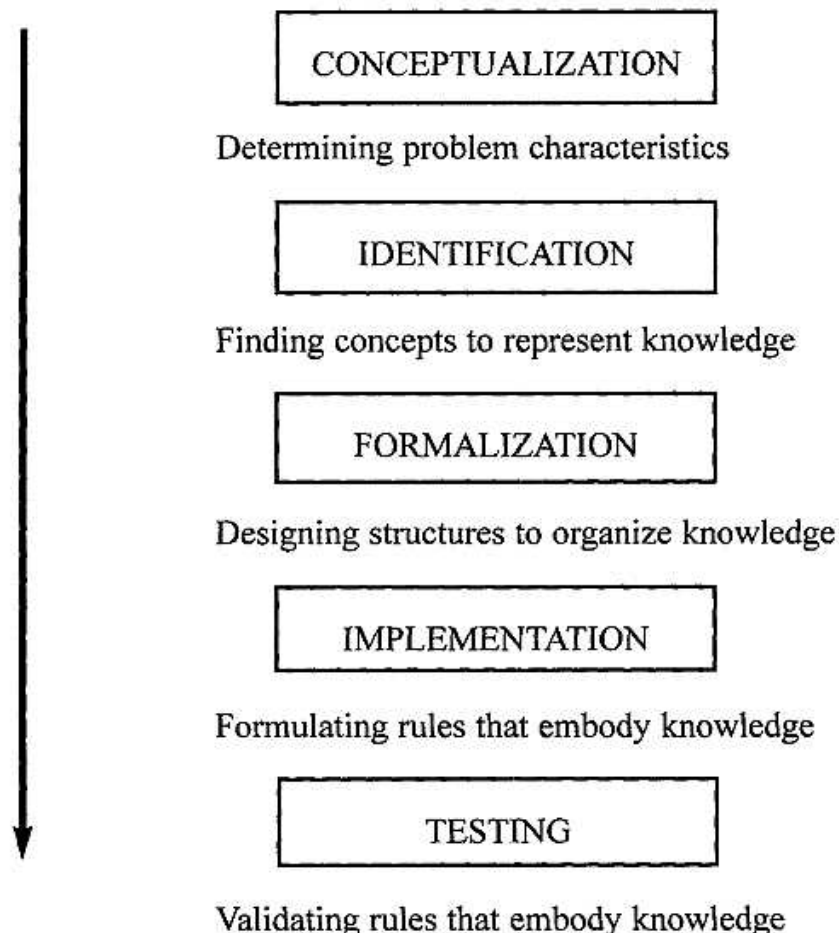 CONCEPTUALIZATION
Determining problem characteristics
IDENTIFICATION
Finding concepts to represent knowledge
FORMALIZATION
Designing structures to organize knowledge
IMPLEMENTATION
Formulating rules that embody knowledge
TESTING
Validating rules that embody knowledge